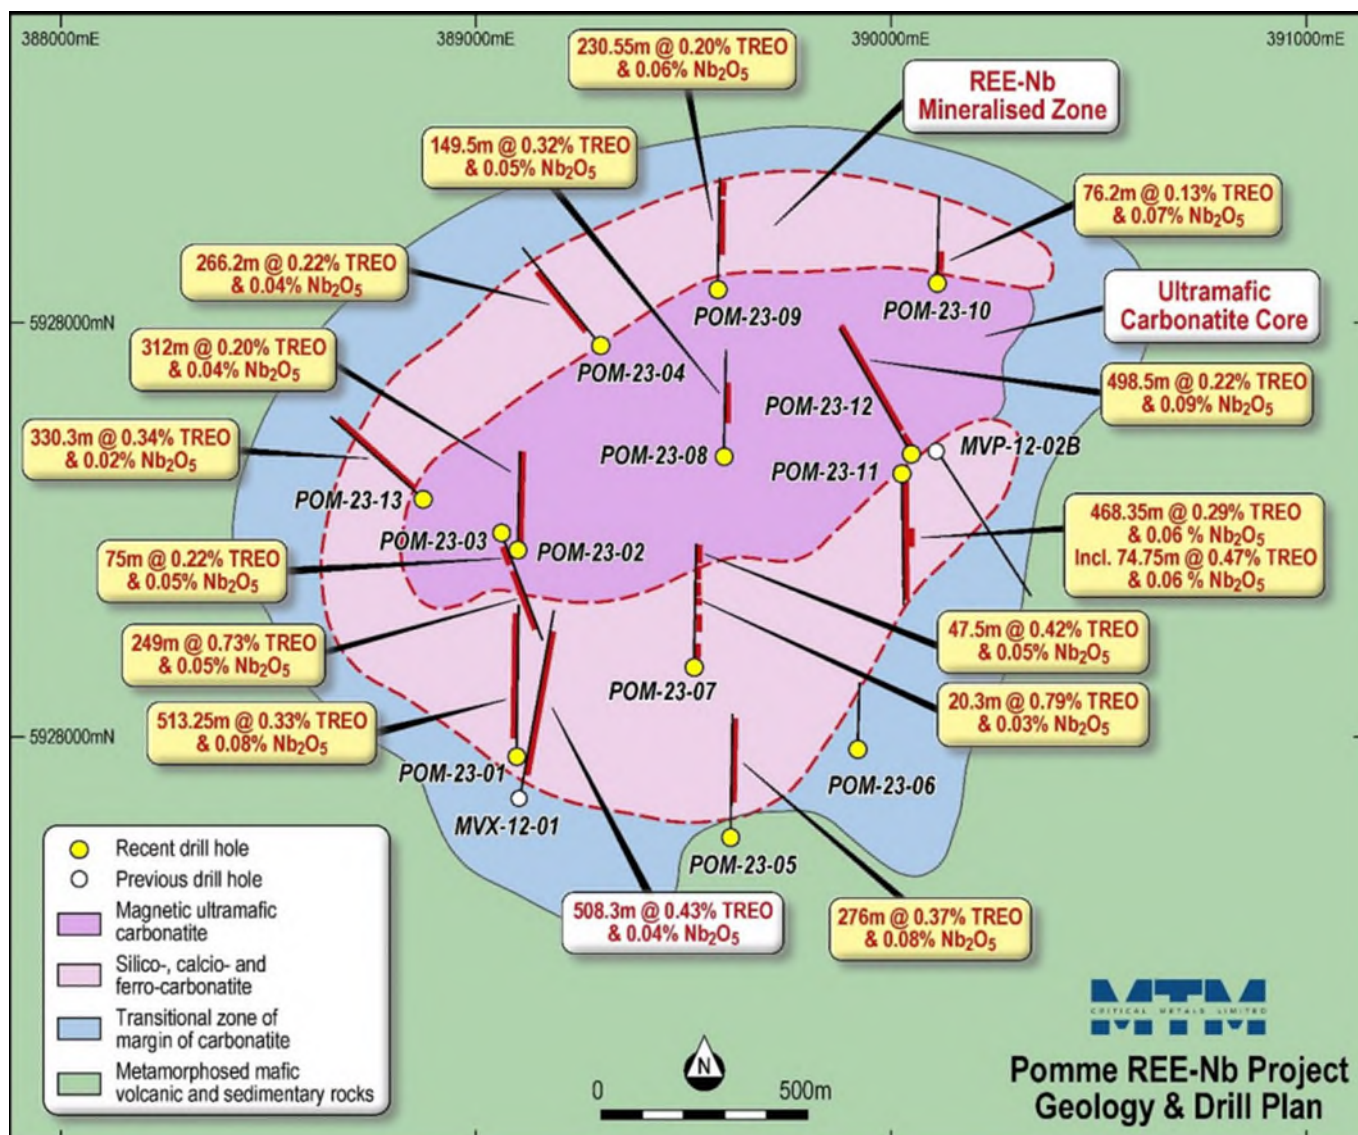 388000mE
389000mE
390000mE
391000mE
230.55m @ 0.20% TREO
& 0.06% Nb₂O₅
REE-Nb
Mineralised Zone
149.5m @ 0.32% TREO
& 0.05% Nb₂O₅
76.2m @ 0.13% TREO
& 0.07% Nb₂O₅
266.2m @ 0.22% TREO
& 0.04% Nb₂O₅
Ultramafic
Carbonatite Core
POM-23-09
POM-23-10
5928000mN
312m @ 0.20% TREO
& 0.04% Nb₂O₅
POM-23-04
498.5m @ 0.22% TREO
& 0.09% Nb₂O₅
POM-23-12
330.3m @ 0.34% TREO
& 0.02% Nb₂O₅
POM-23-08
MVP-12-02B
POM-23-11
POM-23-13
468.35m @ 0.29% TREO
& 0.06 % Nb₂O₅
Incl. 74.75m @ 0.47% TREO
& 0.06 % Nb₂O₅
POM-23-03
POM-23-02
75m @ 0.22% TREO
& 0.05% Nb₂O₅
249m @ 0.73% TREO
& 0.05% Nb₂O₅
47.5m @ 0.42% TREO
& 0.05% Nb₂O₅
POM-23-07
20.3m @ 0.79% TREO
& 0.03% Nb₂O₅
513.25m @ 0.33% TREO
& 0.08% Nb₂O₅
5928000mN
POM-23-01
POM-23-06
MVX-12-01
POM-23-05
508.3m @ 0.43% TREO
& 0.04% Nb₂O₅
276m @ 0.37% TREO
& 0.08% Nb₂O₅
Recent drill hole
Previous drill hole
Magnetic ultramafic
carbonatite
Silico-, calcio- and
ferro-carbonatite
Transitional zone of
margin of carbonatite
Metamorphosed mafic
volcanic and sedimentary rocks
N
0 500m
MTM
CRITICAL METALS LIMITED
Pomme REE-Nb Project
Geology & Drill Plan